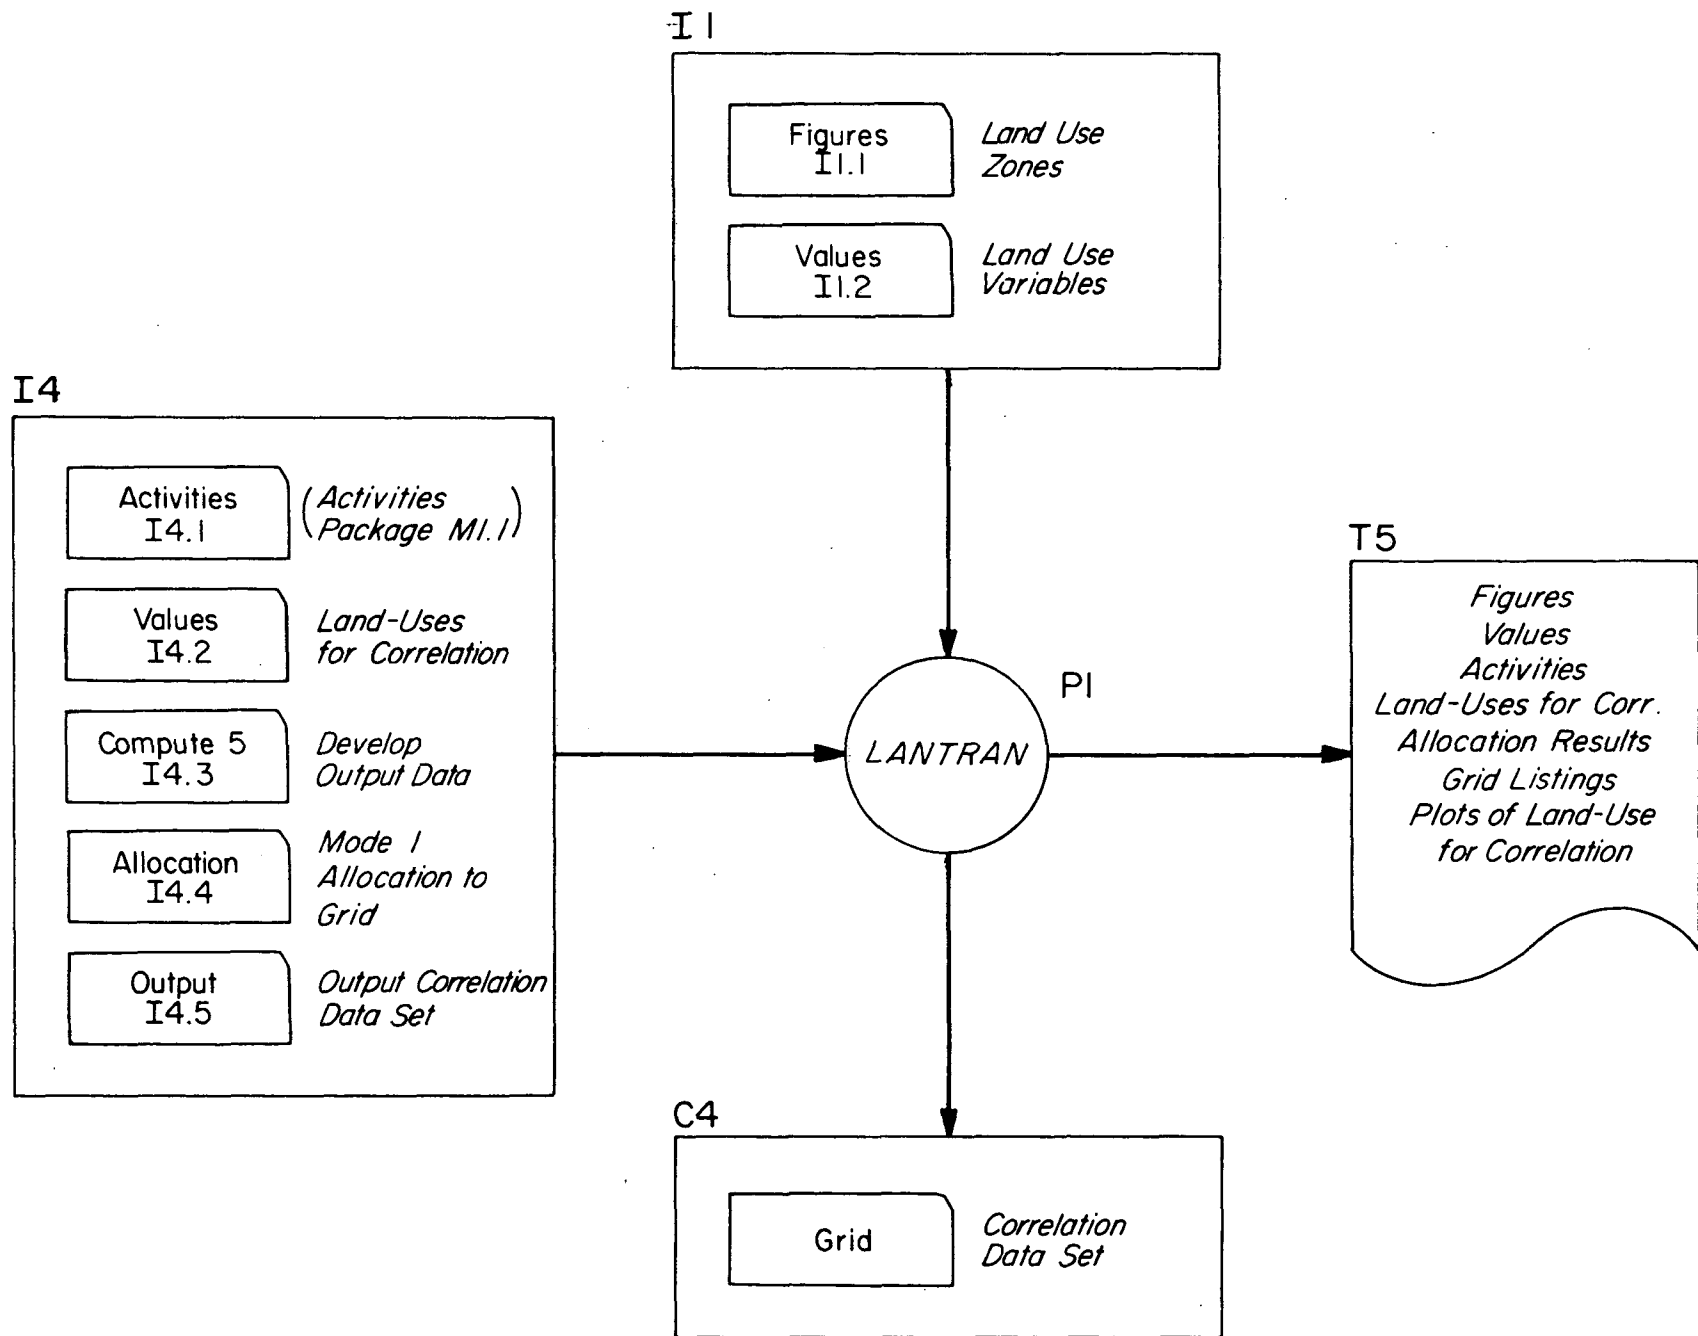 I1
Figures
I1.1
Land Use
Zones
Values
I1.2
Land Use
Variables
I4
Activities
I4.1
(Activities
Package M1.1)
Values
I4.2
Land-Uses
for Correlation
Compute 5
I4.3
Develop
Output Data
Allocation
I4.4
Mode 1
Allocation to
Grid
Output
I4.5
Output Correlation
Data Set
LANTRAN
P1
T5
Figures
Values
Activities
Land-Uses for Corr.
Allocation Results
Grid Listings
Plots of Land-Use
for Correlation
C4
Grid
Correlation
Data Set